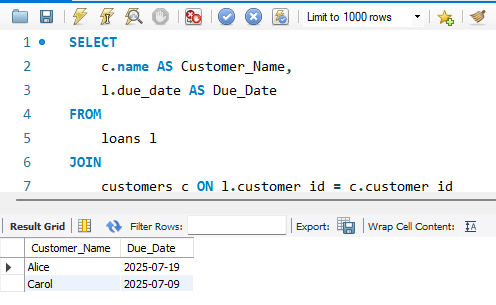 Limit to 1000 rows
1 SELECT
2 c.name AS Customer_Name,
3 l.due_date AS Due_Date
4 FROM
5 loans l
6 JOIN
7 customers c ON l.customer_id = c.customer_id
Result Grid Filter Rows: Export: Wrap Cell Content:
Customer_Name Due_Date
Alice 2025-07-19
Carol 2025-07-09